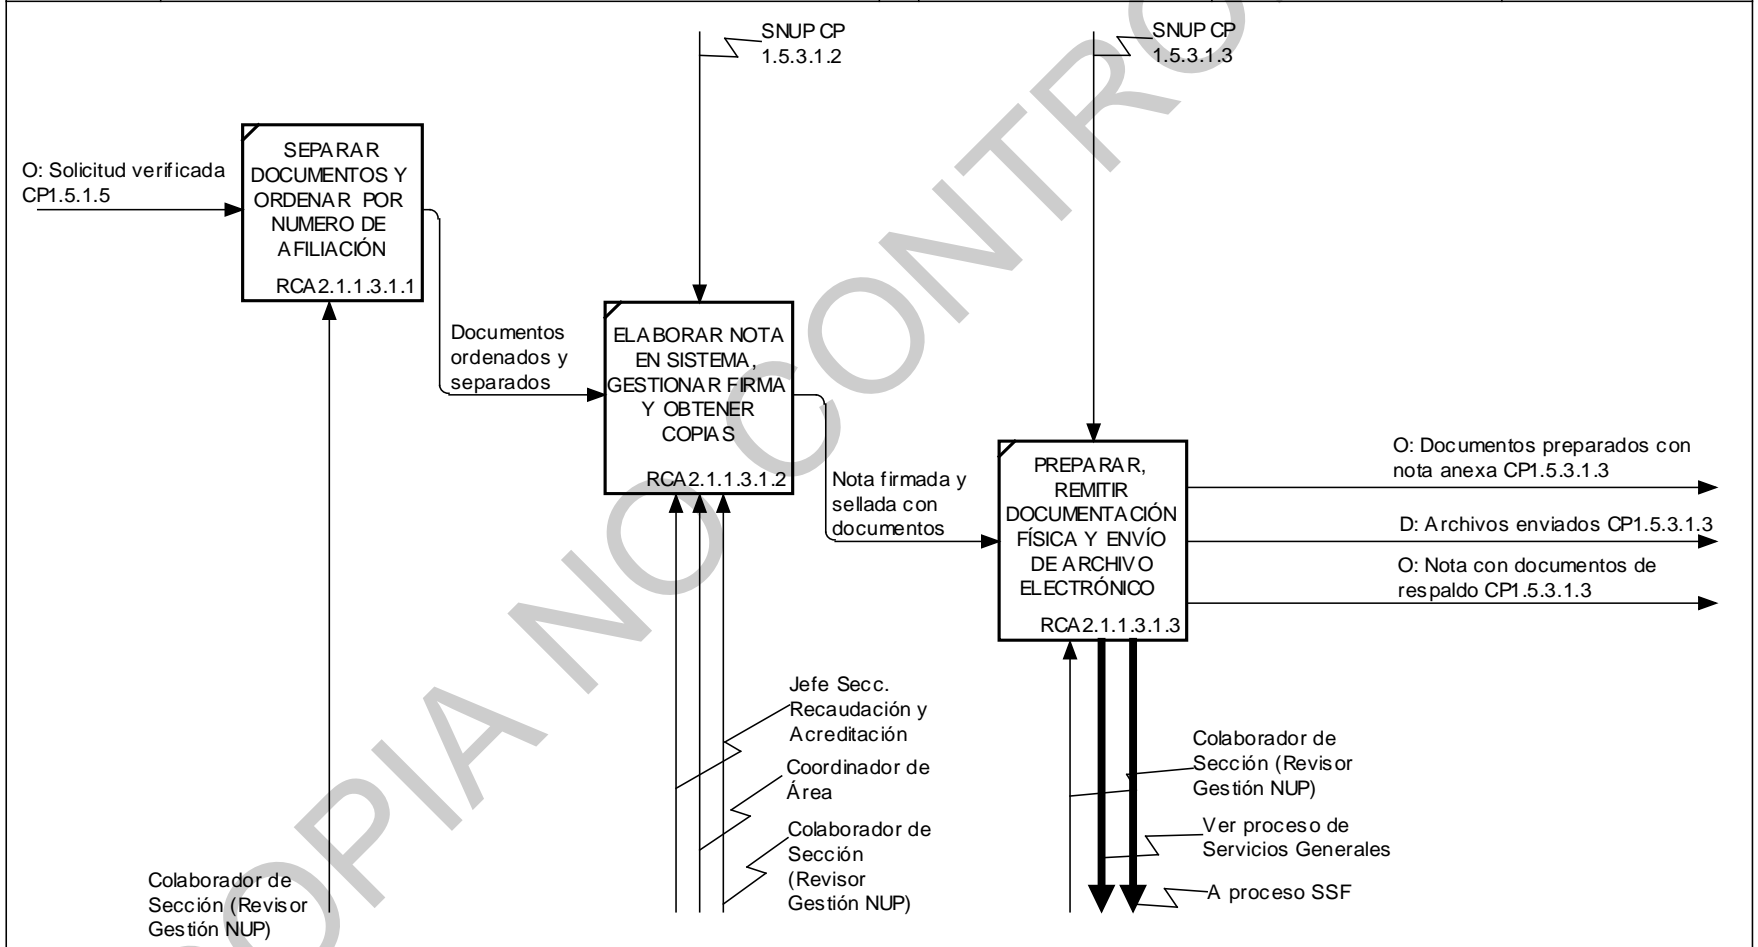 SNUP CP
1.5.3.1.2
SNUP CP
1.5.3.1.3
O: Solicitud verificada
CP1.5.1.5
SEPARAR
DOCUMENTOS Y
ORDENAR POR
NUMERO DE
AFILIACIÓN
RCA2.1.1.3.1.1
Documentos
ordenados y
separados
ELABORAR NOTA
EN SISTEMA,
GESTIONAR FIRMA
Y OBTENER
COPIAS
RCA2.1.1.3.1.2
Nota firmada y
sellada con
documentos
PREPARAR,
REMITIR
DOCUMENTACIÓN
FÍSICA Y ENVÍO
DE ARCHIVO
ELECTRÓNICO
RCA2.1.1.3.1.3
O: Documentos preparados con
nota anexa CP1.5.3.1.3
D: Archivos enviados CP1.5.3.1.3
O: Nota con documentos de
respaldo CP1.5.3.1.3
Colaborador de
Sección (Revisor
Gestión NUP)
Jefe Secc.
Recaudación y
Acreditación
Coordinador de
Área
Colaborador de
Sección
(Revisor
Gestión NUP)
Colaborador de
Sección (Revisor
Gestión NUP)
Ver proceso de
Servicios Generales
A proceso SSF
COPIA NO CONTRO